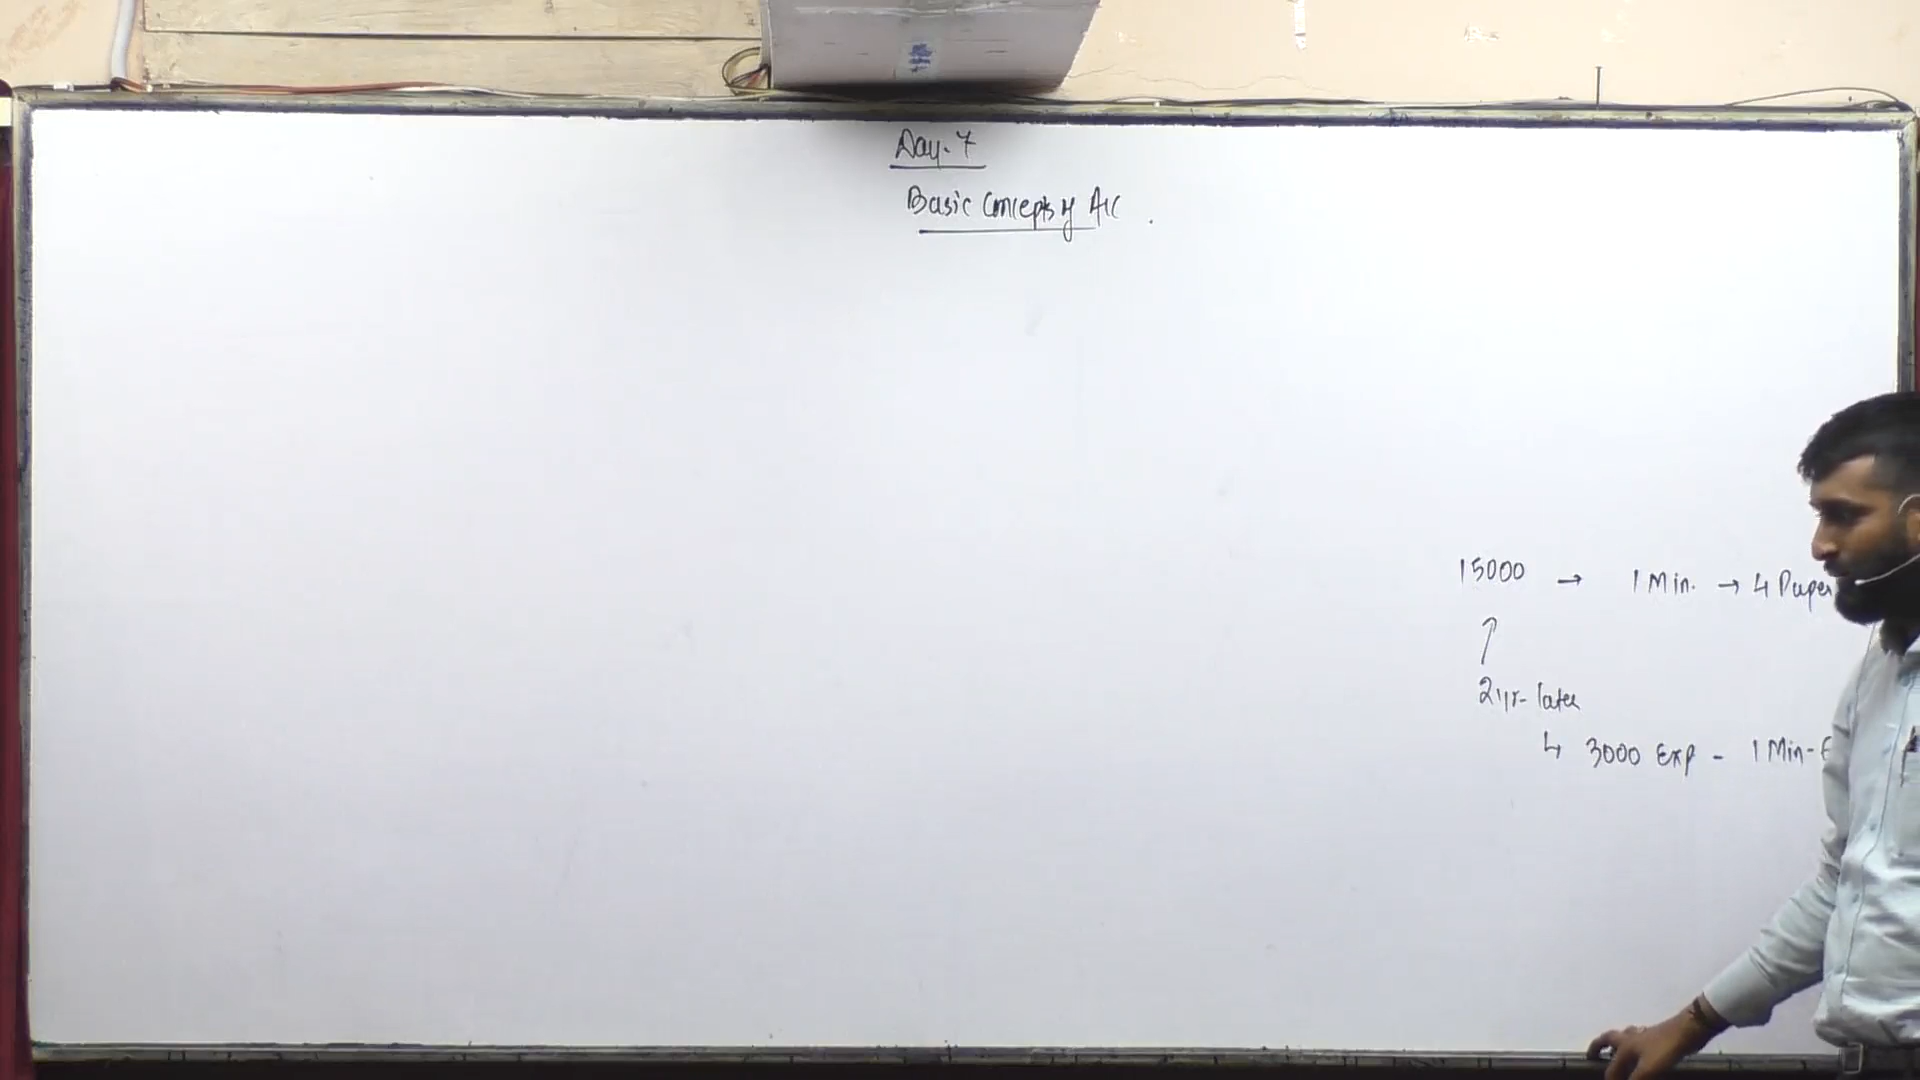 Day. 7
Basic Concepts of A/C .
15000 → 1 Min. → 4 Paper
↑
2 yr. later
↳ 3000 Exp - 1 Min-